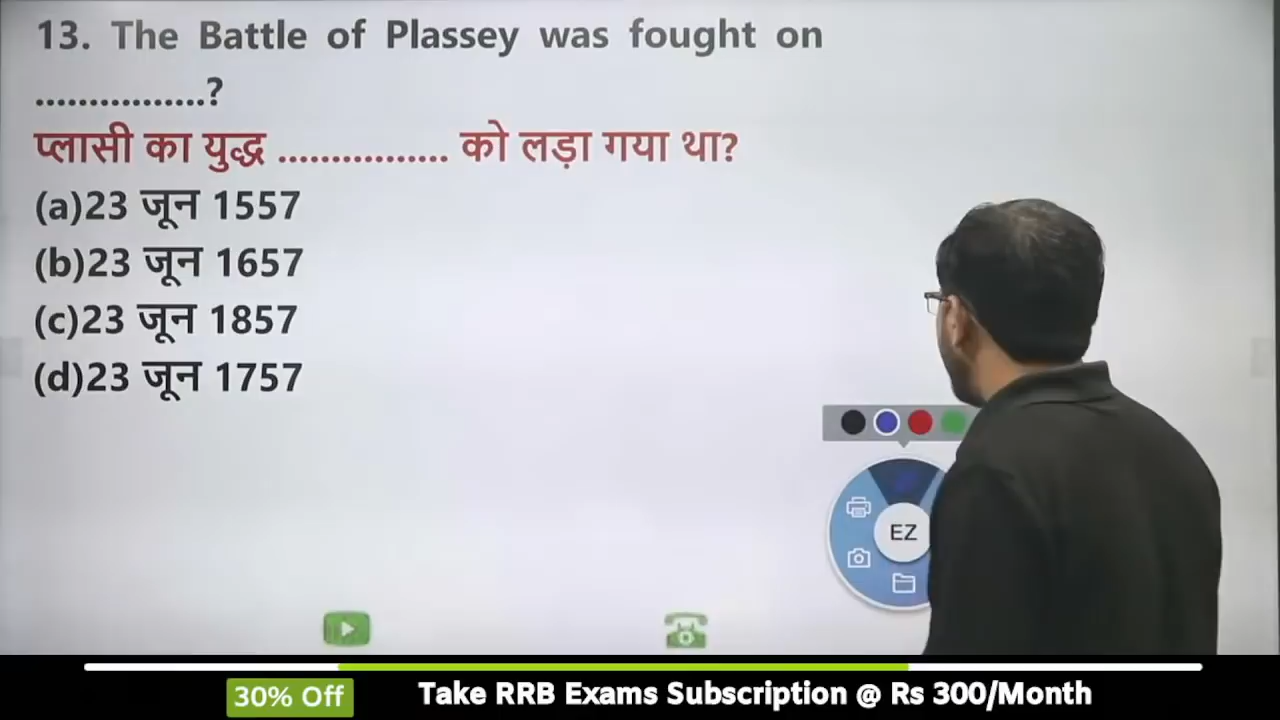 13. The Battle of Plassey was fought on
................?
प्लासी का युद्ध ................ को लड़ा गया था?
(a)23 जून 1557
(b)23 जून 1657
(c)23 जून 1857
(d)23 जून 1757
EZ
30% Off Take RRB Exams Subscription @ Rs 300/Month